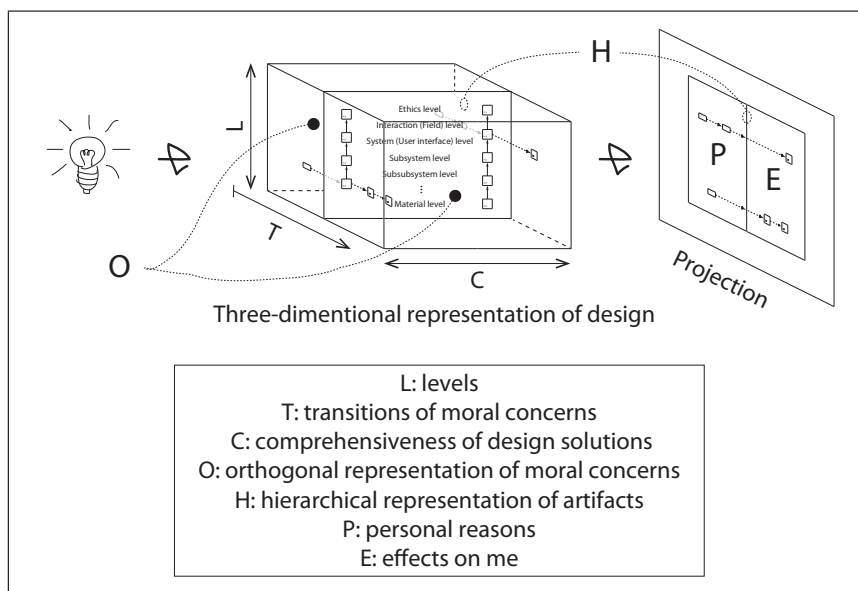 H
L
Ethics level
Interaction (Field) level
System (User interface) level
Subsystem level
Subsubsystem level
⋮
Material level
P
E
T
O
C
Projection
Three-dimentional representation of design
L: levels
T: transitions of moral concerns
C: comprehensiveness of design solutions
O: orthogonal representation of moral concerns
H: hierarchical representation of artifacts
P: personal reasons
E: effects on me